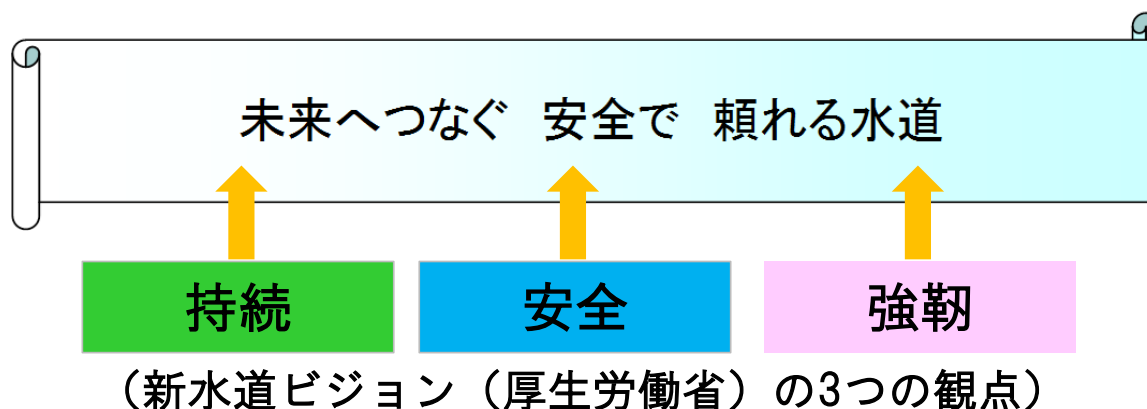 未来へつなぐ 安全で 頼れる水道
持続 安全 強靭
（新水道ビジョン（厚生労働省）の3つの観点）